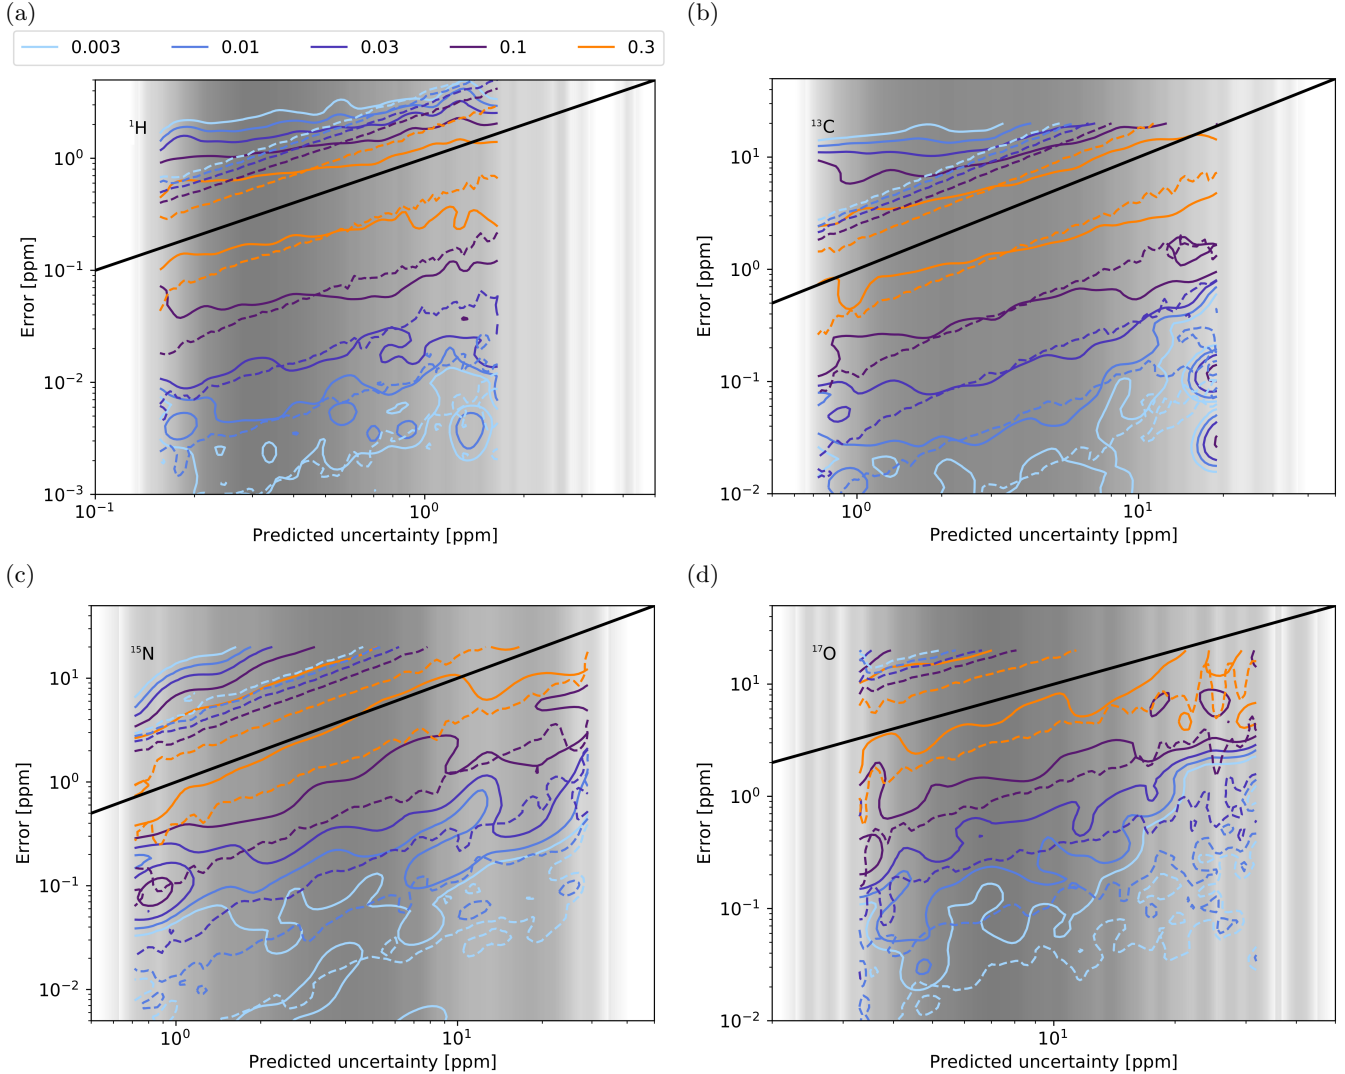 (a)
(b)
0.003 0.01 0.03 0.1 0.3
¹H
10⁰
10⁻¹
10⁻²
10⁻³
Error [ppm]
10⁻¹ 10⁰
Predicted uncertainty [ppm]
¹³C
10¹
10⁰
10⁻¹
10⁻²
Error [ppm]
10⁰ 10¹
Predicted uncertainty [ppm]
(c)
(d)
¹⁵N
10¹
10⁰
10⁻¹
10⁻²
Error [ppm]
10⁰ 10¹
Predicted uncertainty [ppm]
¹⁷O
10¹
10⁰
10⁻¹
10⁻²
Error [ppm]
10¹
Predicted uncertainty [ppm]